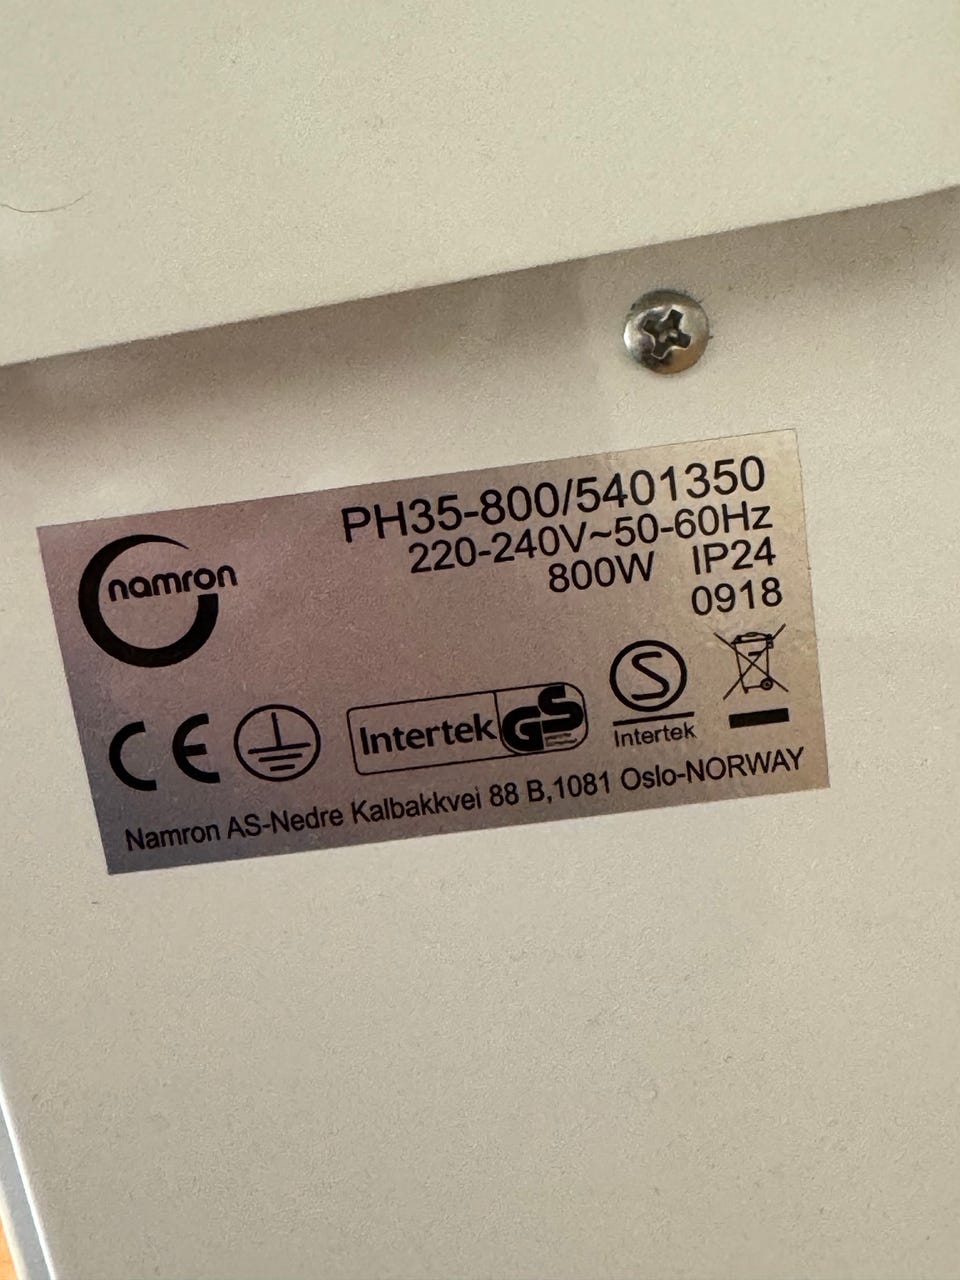 PH35-800/5401350
220-240V~50-60Hz
800W IP24
0918
namron
CE
Intertek GS
S
Intertek
Namron AS-Nedre Kalbakkvei 88 B,1081 Oslo-NORWAY